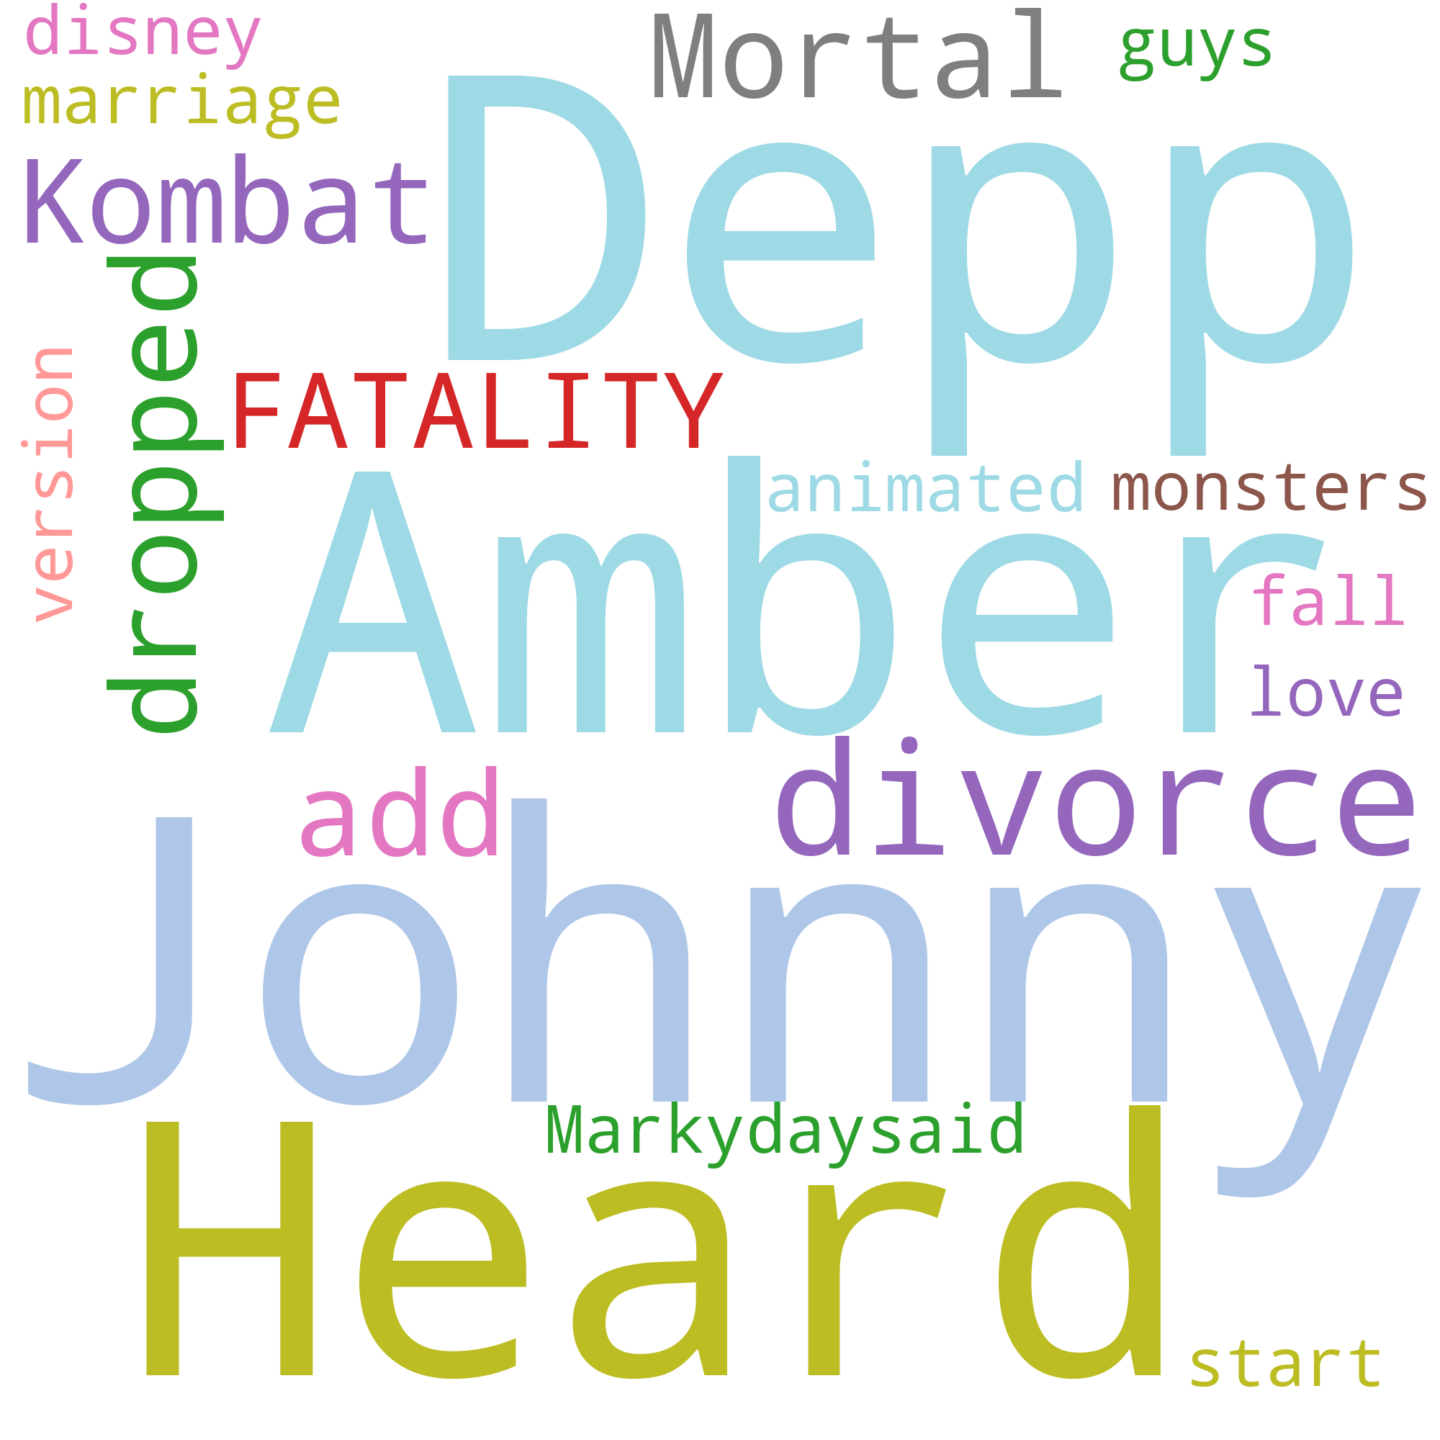 disney
Mortal
guys
marriage
Kombat
Depp
dropped
version
FATALITY
animated
monsters
Amber
fall
love
divorce
add
Johnny
Markydaysaid
Heard
start